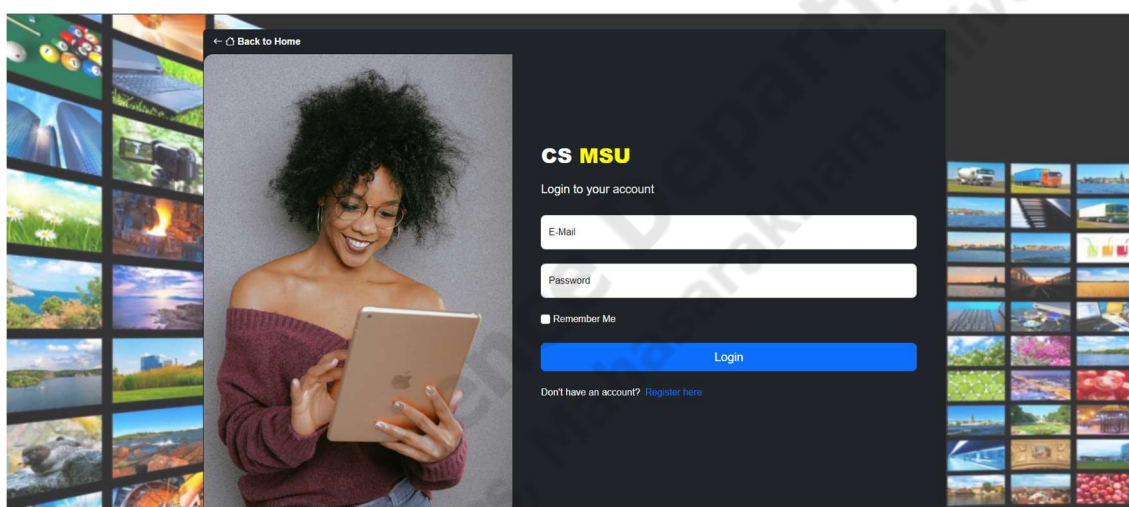 ← Back to Home
CS MSU
Login to your account
E-Mail
Password
Remember Me
Login
Don't have an account? Register here